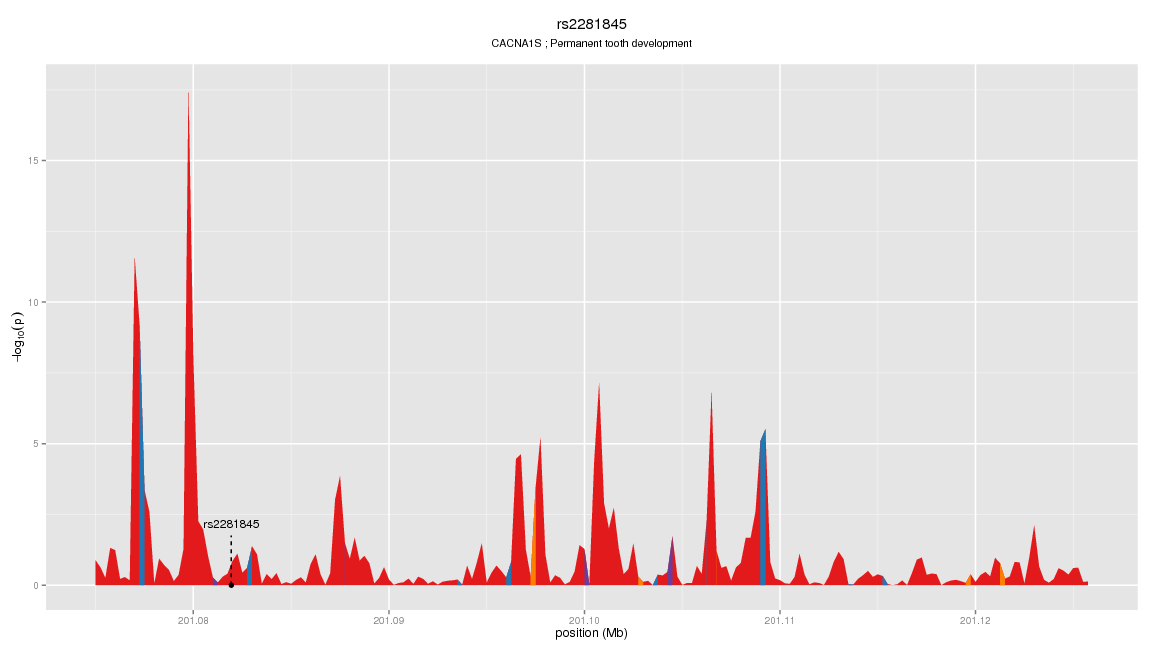 rs2281845
CACNA1S ; Permanent tooth development
15
10
5
0
−log10(p)
rs2281845
201.08
201.09
201.10
201.11
201.12
position (Mb)